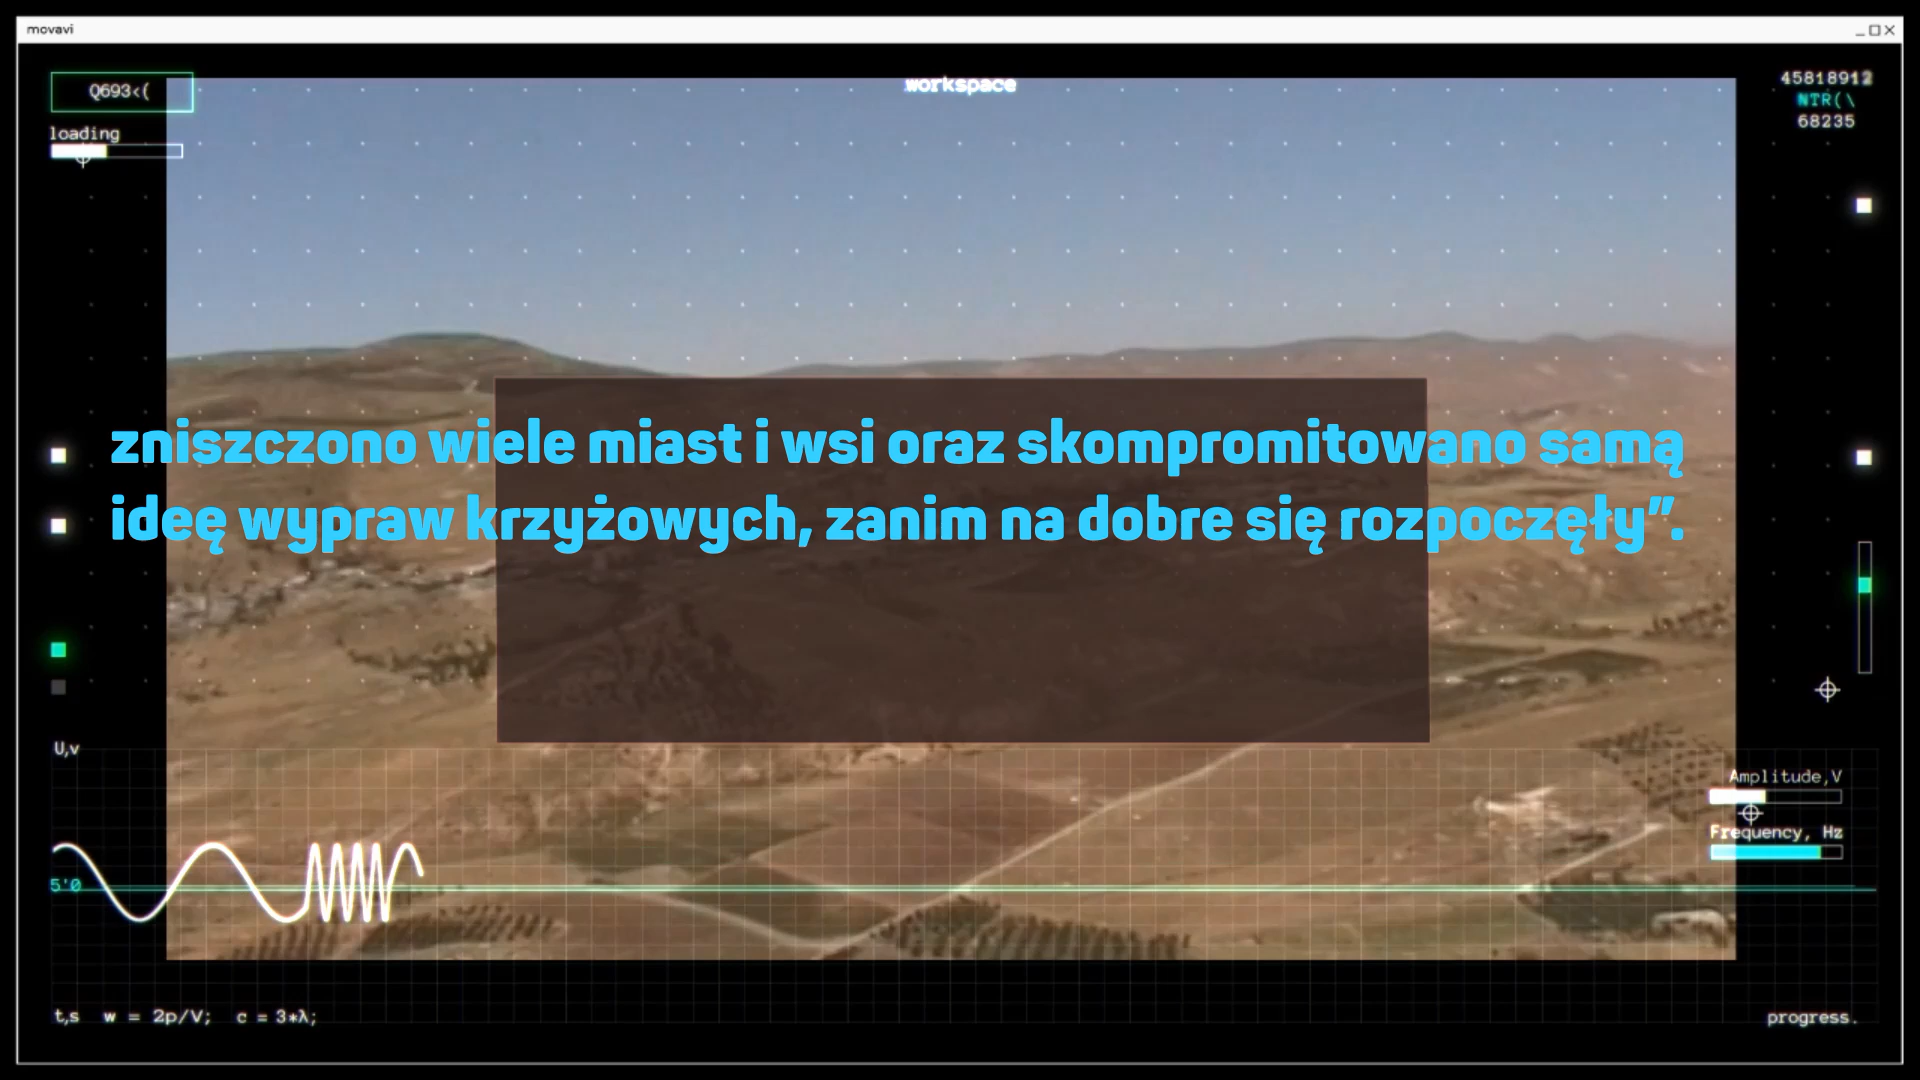 movavi
Q693<(
workspace
45818912
NTR(\
68235
loading
zniszczono wiele miast i wsi oraz skompromitowano samą
ideę wypraw krzyżowych, zanim na dobre się rozpoczęły”.
U,v
Amplitude,V
Frequency, Hz
5'0
t,s w = 2p/V; c = 3*λ;
progress.